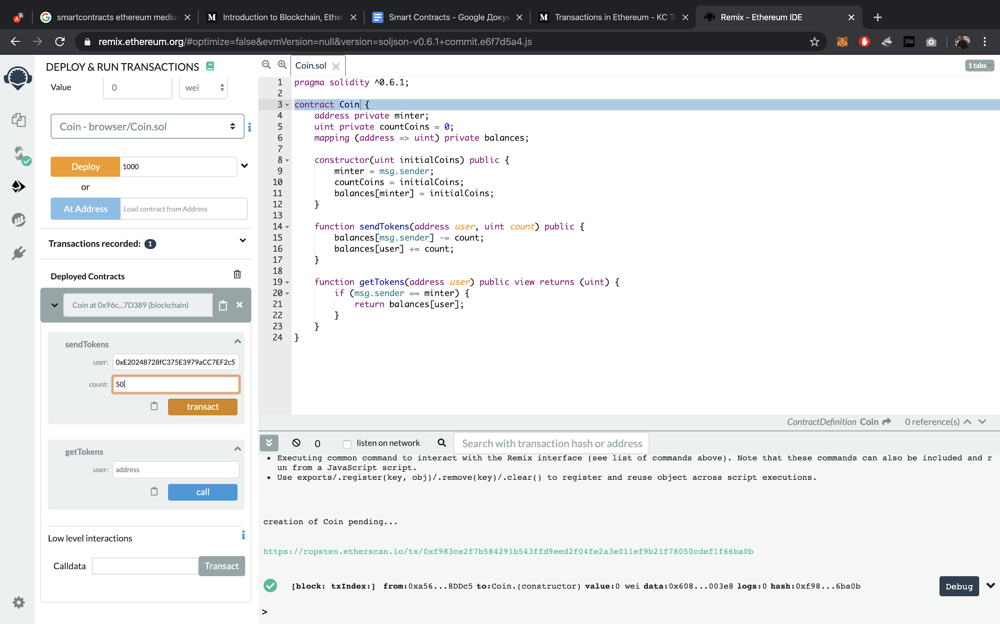 smartcontracts ethereum mediu
Introduction to Blockchain, Ether
Smart Contracts - Google Докум
Transactions in Ethereum - KC Ta
Remix - Ethereum IDE
remix.ethereum.org/#optimize=false&evmVersion=null&version=soljson-v0.6.1+commit.e6f7d5a4.js
DEPLOY & RUN TRANSACTIONS
Value 0 wei
Coin - browser/Coin.sol
Deploy 1000
or
At Address Load contract from Address
Transactions recorded: 1
Deployed Contracts
Coin at 0x96c...7D389 (blockchain)
sendTokens
user: 0xE20248728fC375E3979aCC7EF2c5
count: 50
transact
getTokens
user: address
call
Low level interactions
Calldata Transact
Coin.sol
1 tabs
1 pragma solidity ^0.6.1;
2
3 contract Coin {
4 address private minter;
5 uint private countCoins = 0;
6 mapping (address => uint) private balances;
7
8 constructor(uint initialCoins) public {
9 minter = msg.sender;
10 countCoins = initialCoins;
11 balances[minter] = initialCoins;
12 }
13
14 function sendTokens(address user, uint count) public {
15 balances[msg.sender] -= count;
16 balances[user] += count;
17 }
18
19 function getTokens(address user) public view returns (uint) {
20 if (msg.sender == minter) {
21 return balances[user];
22 }
23 }
24 }
ContractDefinition Coin 0 reference(s)
0 listen on network Search with transaction hash or address
• Executing common command to interact with the Remix interface (see list of commands above). Note that these commands can also be included and r
un from a JavaScript script.
• Use exports/.register(key, obj)/.remove(key)/.clear() to register and reuse object across script executions.
creation of Coin pending...
https://ropsten.etherscan.io/tx/0xf983ce2f7b584291b543ffd9eed2f04fe2a3e011ef9b21f78050cdef1f66ba0b
[block: txIndex:] from:0xa56...8DDc5 to:Coin.(constructor) value:0 wei data:0x608...003e8 logs:0 hash:0xf98...6ba0b
Debug
>